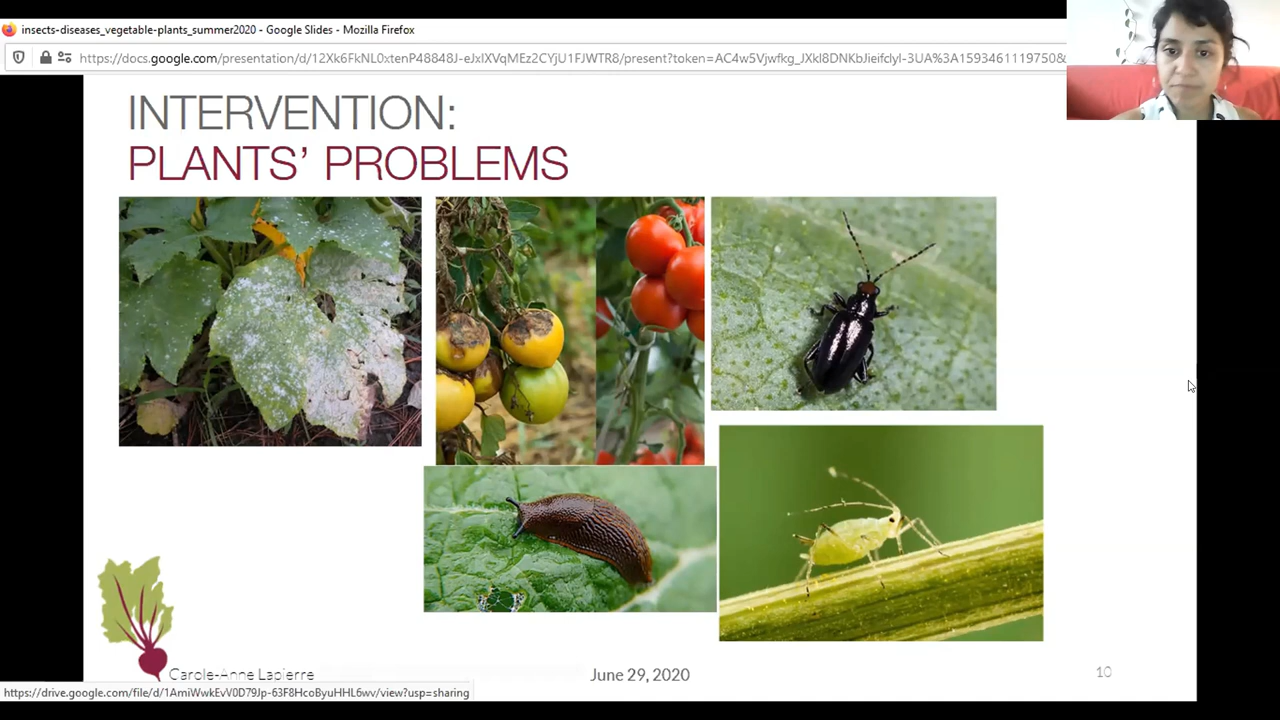 insects-diseases_vegetable-plants_summer2020 - Google Slides - Mozilla Firefox
https://docs.google.com/presentation/d/12Xk6FkNL0xtenP48848J-eJxIXVqMEz2CYjU1FJWTR8/present?token=AC4w5Vjwfkg_JXkl8DNKbJieifclyl-3UA%3A1593461119750&
INTERVENTION:
PLANTS' PROBLEMS
Carole-Anne Lapierre
June 29, 2020
10
https://drive.google.com/file/d/1AmiWwkEvV0D79Jp-63F8HcoByuHHL6wv/view?usp=sharing